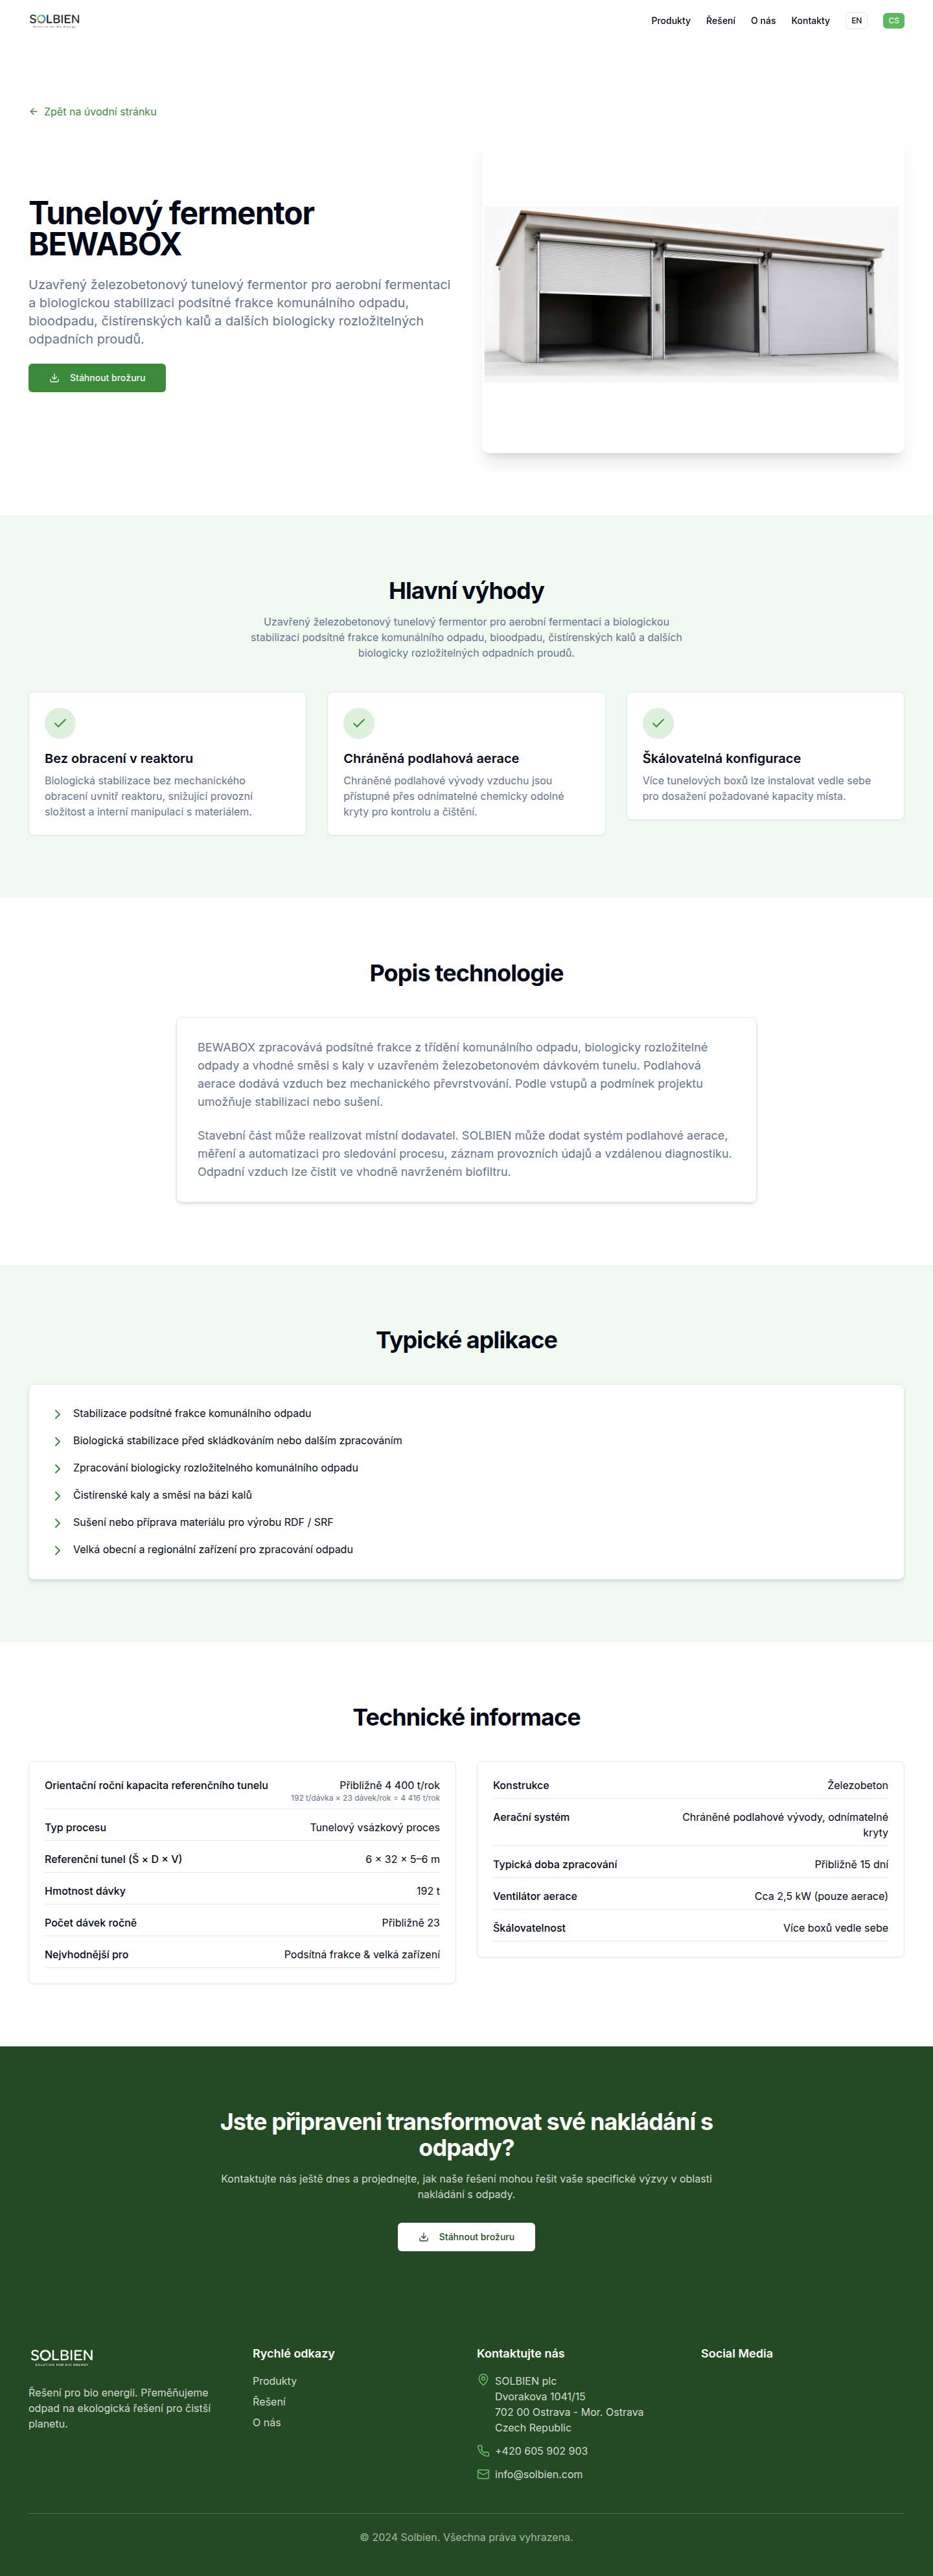 SOLBIEN
Produkty
Řešení
O nás
Kontakty
EN
CS
Zpět na úvodní stránku
Tunelový fermentor
BEWABOX
Uzavřený železobetonový tunelový fermentor pro aerobní fermentaci
a biologickou stabilizaci podsítné frakce komunálního odpadu,
bioodpadu, čistírenských kalů a dalších biologicky rozložitelných
odpadních proudů.
Stáhnout brožuru
Hlavní výhody
Uzavřený železobetonový tunelový fermentor pro aerobní fermentaci a biologickou
stabilizaci podsítné frakce komunálního odpadu, bioodpadu, čistírenských kalů a dalších
biologicky rozložitelných odpadních proudů.
Bez obracení v reaktoru
Biologická stabilizace bez mechanického
obracení uvnitř reaktoru, snižující provozní
složitost a interní manipulaci s materiálem.
Chráněná podlahová aerace
Chráněné podlahové vývody vzduchu jsou
přístupné přes odnímatelné chemicky odolné
kryty pro kontrolu a čištění.
Škálovatelná konfigurace
Více tunelových boxů lze instalovat vedle sebe
pro dosažení požadované kapacity místa.
Popis technologie
BEWABOX zpracovává podsítné frakce z třídění komunálního odpadu, biologicky rozložitelné
odpady a vhodné směsi s kaly v uzavřeném železobetonovém dávkovém tunelu. Podlahová
aerace dodává vzduch bez mechanického převrstvování. Podle vstupů a podmínek projektu
umožňuje stabilizaci nebo sušení.
Stavební část může realizovat místní dodavatel. SOLBIEN může dodat systém podlahové aerace,
měření a automatizaci pro sledování procesu, záznam provozních údajů a vzdálenou diagnostiku.
Odpadní vzduch lze čistit ve vhodně navrženém biofiltru.
Typické aplikace
Stabilizace podsítné frakce komunálního odpadu
Biologická stabilizace před skládkováním nebo dalším zpracováním
Zpracování biologicky rozložitelného komunálního odpadu
Čistírenské kaly a směsi na bázi kalů
Sušení nebo příprava materiálu pro výrobu RDF / SRF
Velká obecní a regionální zařízení pro zpracování odpadu
Technické informace
Orientační roční kapacita referenčního tunelu
Přibližně 4 400 t/rok
192 t/dávka × 23 dávek/rok = 4 416 t/rok
Typ procesu
Tunelový vsázkový proces
Referenční tunel (Š × D × V)
6 × 32 × 5–6 m
Hmotnost dávky
192 t
Počet dávek ročně
Přibližně 23
Nejvhodnější pro
Podsítná frakce & velká zařízení
Konstrukce
Železobeton
Aerační systém
Chráněné podlahové vývody, odnímatelné
kryty
Typická doba zpracování
Přibližně 15 dní
Ventilátor aerace
Cca 2,5 kW (pouze aerace)
Škálovatelnost
Více boxů vedle sebe
Jste připraveni transformovat své nakládání s
odpady?
Kontaktujte nás ještě dnes a projednejte, jak naše řešení mohou řešit vaše specifické výzvy v oblasti
nakládání s odpady.
Stáhnout brožuru
SOLBIEN
SOLUTION FOR BIO ENERGY
Řešení pro bio energii. Přeměňujeme
odpad na ekologická řešení pro čistší
planetu.
Rychlé odkazy
Produkty
Řešení
O nás
Kontaktujte nás
SOLBIEN plc
Dvorakova 1041/15
702 00 Ostrava - Mor. Ostrava
Czech Republic
+420 605 902 903
info@solbien.com
Social Media
© 2024 Solbien. Všechna práva vyhrazena.